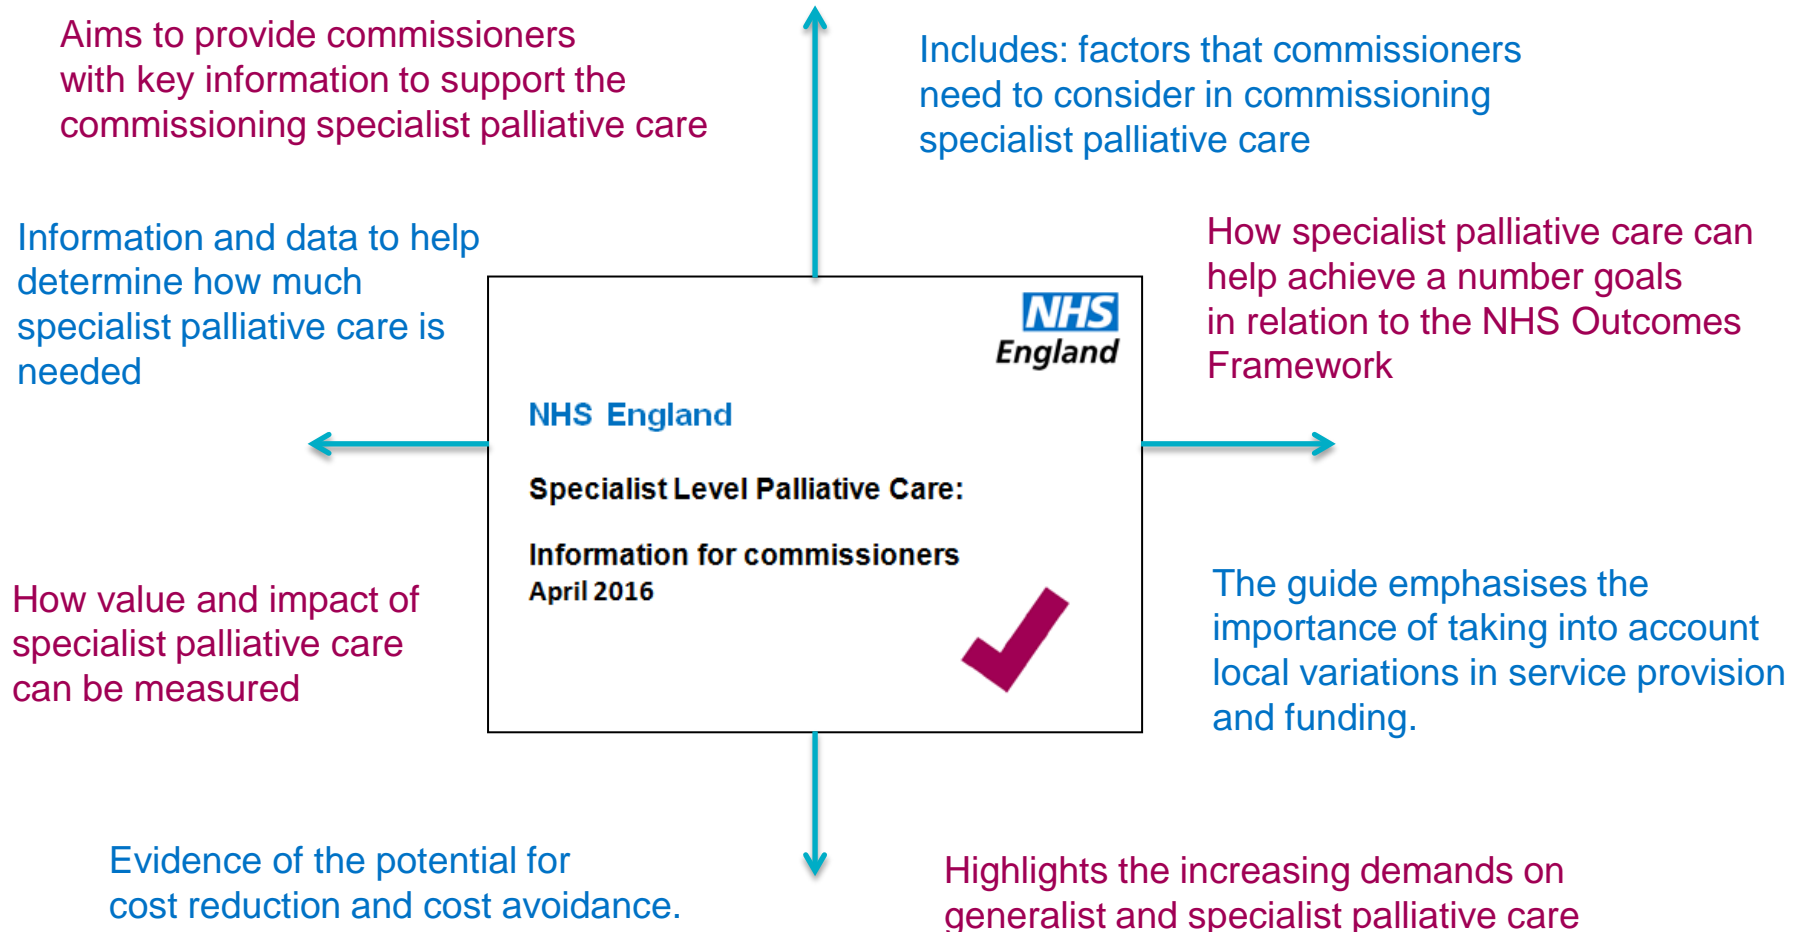 Aims to provide commissioners
with key information to support the
commissioning specialist palliative care
Includes: factors that commissioners
need to consider in commissioning
specialist palliative care
Information and data to help
determine how much
specialist palliative care is
needed
How specialist palliative care can
help achieve a number goals
in relation to the NHS Outcomes
Framework
NHS
England
NHS England
Specialist Level Palliative Care:
Information for commissioners
April 2016
How value and impact of
specialist palliative care
can be measured
The guide emphasises the
importance of taking into account
local variations in service provision
and funding.
Evidence of the potential for
cost reduction and cost avoidance.
Highlights the increasing demands on
generalist and specialist palliative care